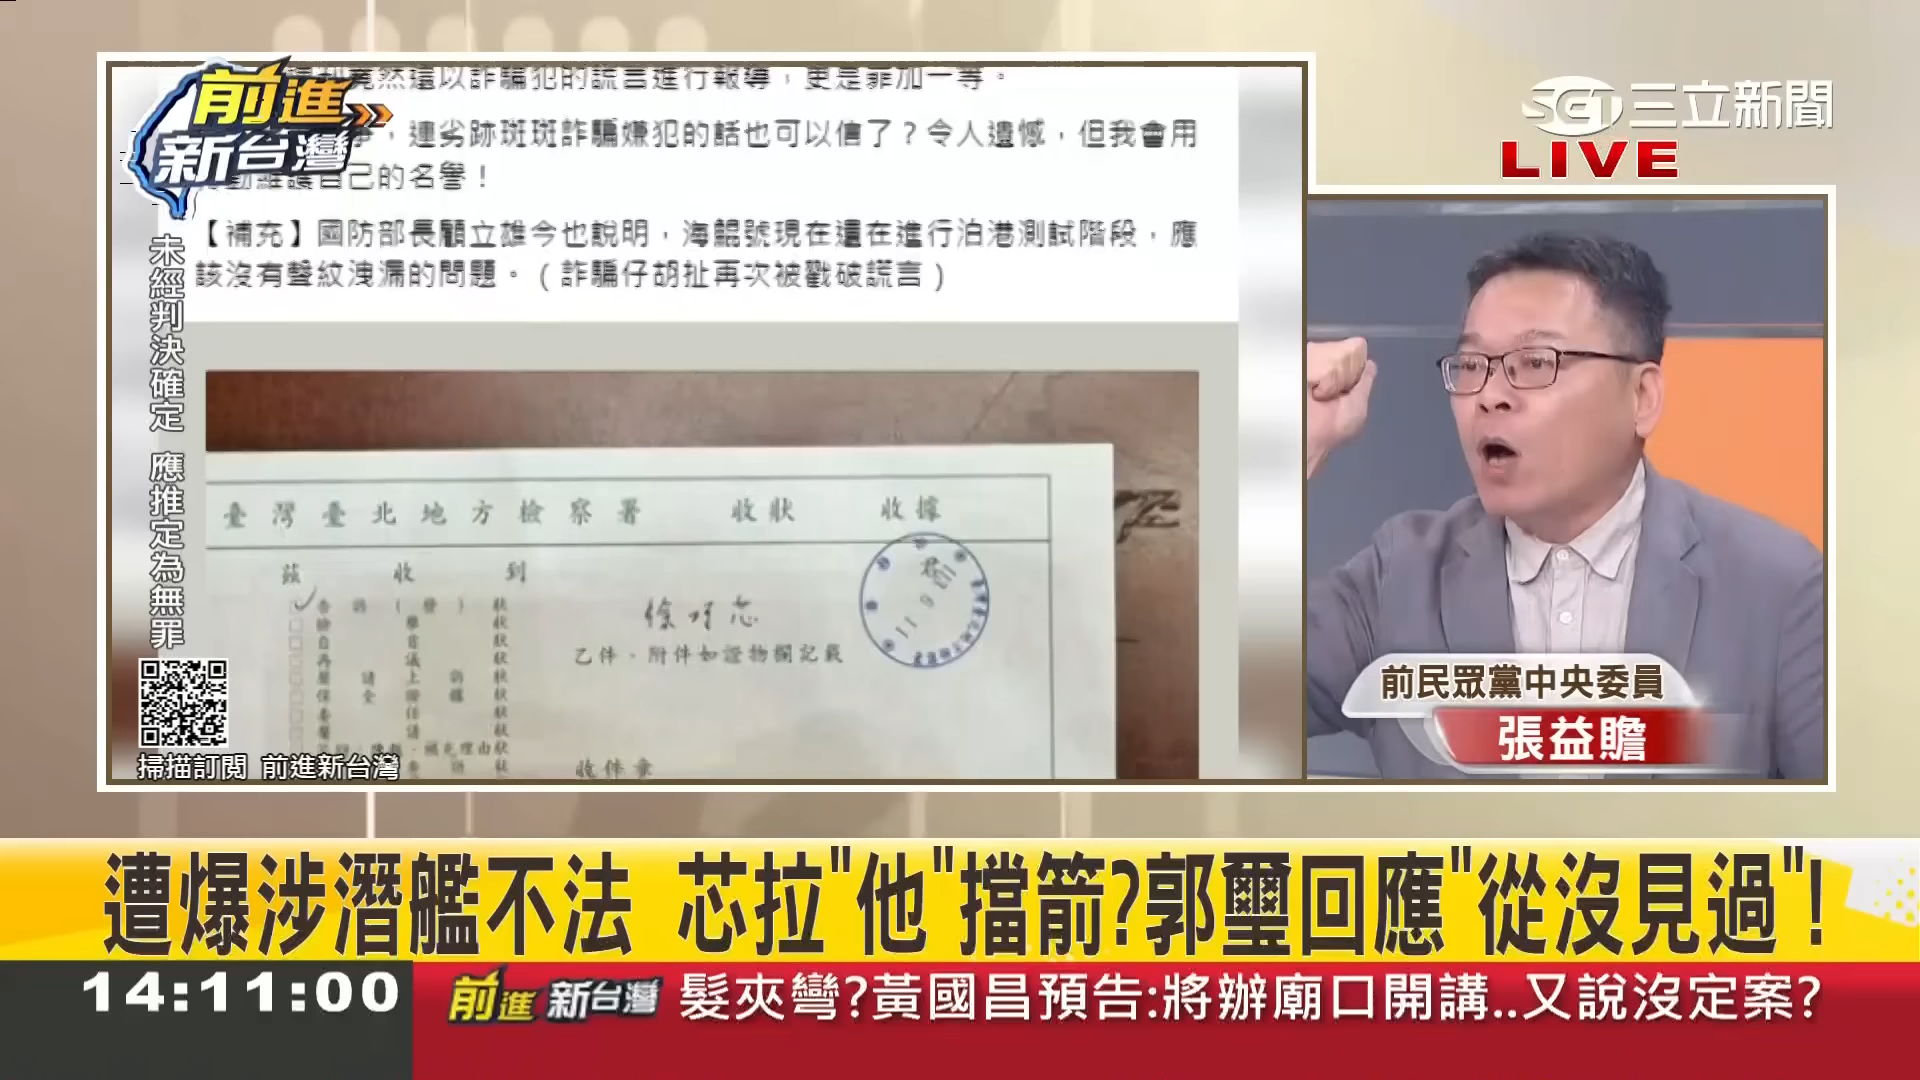 前進
新台灣
然還以詐騙犯的謊言進行報導，更是罪加一等。
，連劣跡斑斑詐騙嫌犯的話也可以信了？令人遺憾，但我會用
維護自己的名譽！
【補充】國防部長顧立雄今也說明，海鯤號現在還在進行泊港測試階段，應
該沒有聲紋洩漏的問題。（詐騙仔胡扯再次被戳破謊言）
SET三立新聞
LIVE
未經判決確定 應推定為無罪
臺灣臺北地方檢察署 收狀 收據
茲收到 君
乙件、附件如證物欄記載
收件章
掃描訂閱 前進新台灣
前民眾黨中央委員
張益贍
遭爆涉潛艦不法 芯拉"他"擋箭?郭璽回應"從沒見過"!
14:11:00
前進新台灣
髮夾彎?黃國昌預告:將辦廟口開講..又說沒定案?